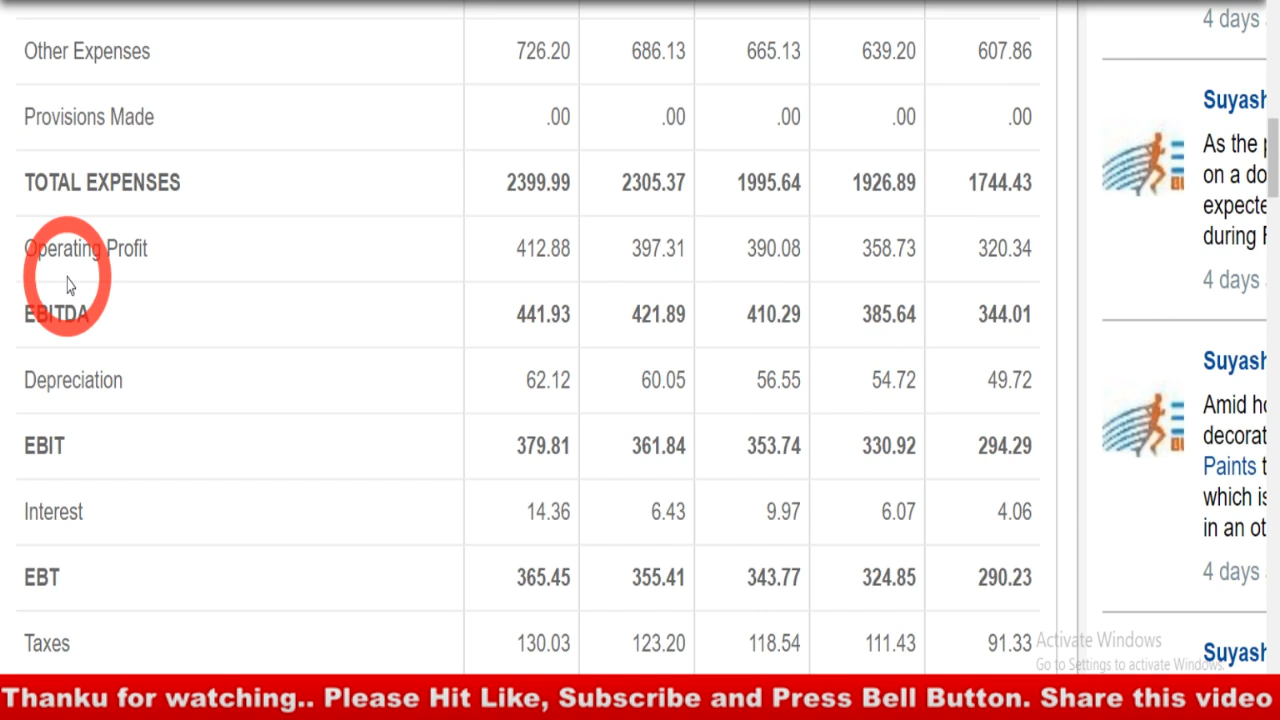 Other Expenses 726.20 686.13 665.13 639.20 607.86
Provisions Made .00 .00 .00 .00 .00
TOTAL EXPENSES 2399.99 2305.37 1995.64 1926.89 1744.43
Operating Profit 412.88 397.31 390.08 358.73 320.34
EBITDA 441.93 421.89 410.29 385.64 344.01
Depreciation 62.12 60.05 56.55 54.72 49.72
EBIT 379.81 361.84 353.74 330.92 294.29
Interest 14.36 6.43 9.97 6.07 4.06
EBT 365.45 355.41 343.77 324.85 290.23
Taxes 130.03 123.20 118.54 111.43 91.33
4 days
Suyash
As the
on a do
expecte
during
4 days
Suyash
Amid ho
decorat
Paints
which is
in an ot
4 days
Suyash
Activate Windows
Go to Settings to activate Windows.
Thanku for watching.. Please Hit Like, Subscribe and Press Bell Button. Share this video